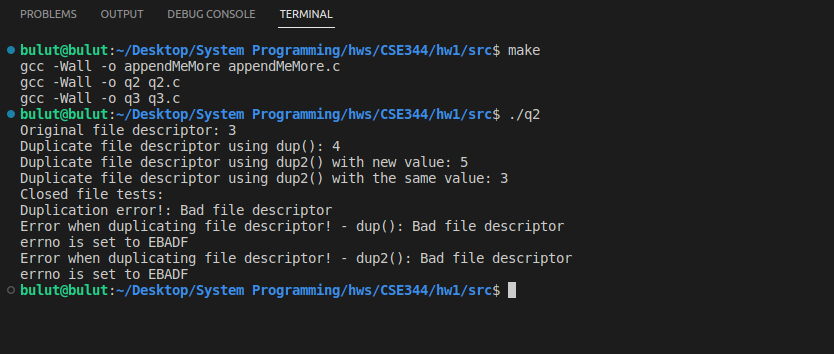 PROBLEMS OUTPUT DEBUG CONSOLE TERMINAL
bulut@bulut:~/Desktop/System Programming/hws/CSE344/hw1/src$ make
gcc -Wall -o appendMeMore appendMeMore.c
gcc -Wall -o q2 q2.c
gcc -Wall -o q3 q3.c
bulut@bulut:~/Desktop/System Programming/hws/CSE344/hw1/src$ ./q2
Original file descriptor: 3
Duplicate file descriptor using dup(): 4
Duplicate file descriptor using dup2() with new value: 5
Duplicate file descriptor using dup2() with the same value: 3
Closed file tests:
Duplication error!: Bad file descriptor
Error when duplicating file descriptor! - dup(): Bad file descriptor
errno is set to EBADF
Error when duplicating file descriptor! - dup2(): Bad file descriptor
errno is set to EBADF
bulut@bulut:~/Desktop/System Programming/hws/CSE344/hw1/src$